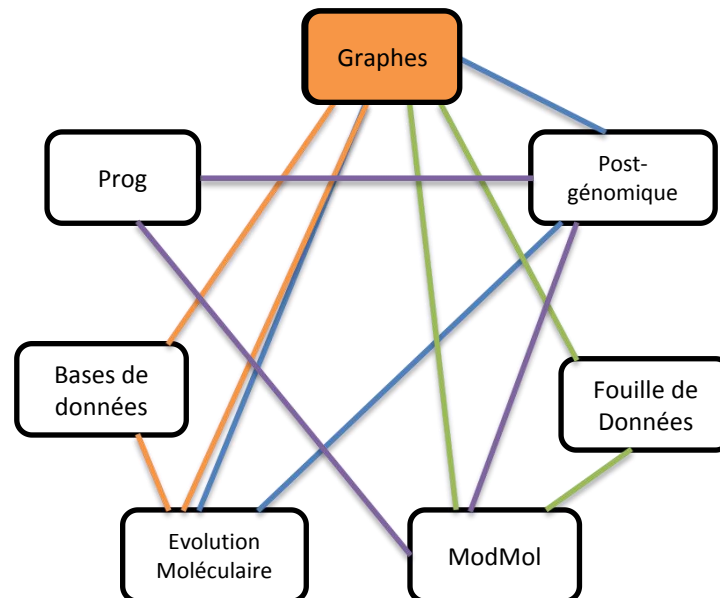 Graphes
Prog
Post-
génomique
Bases de
données
Fouille de
Données
Evolution
Moléculaire
ModMol